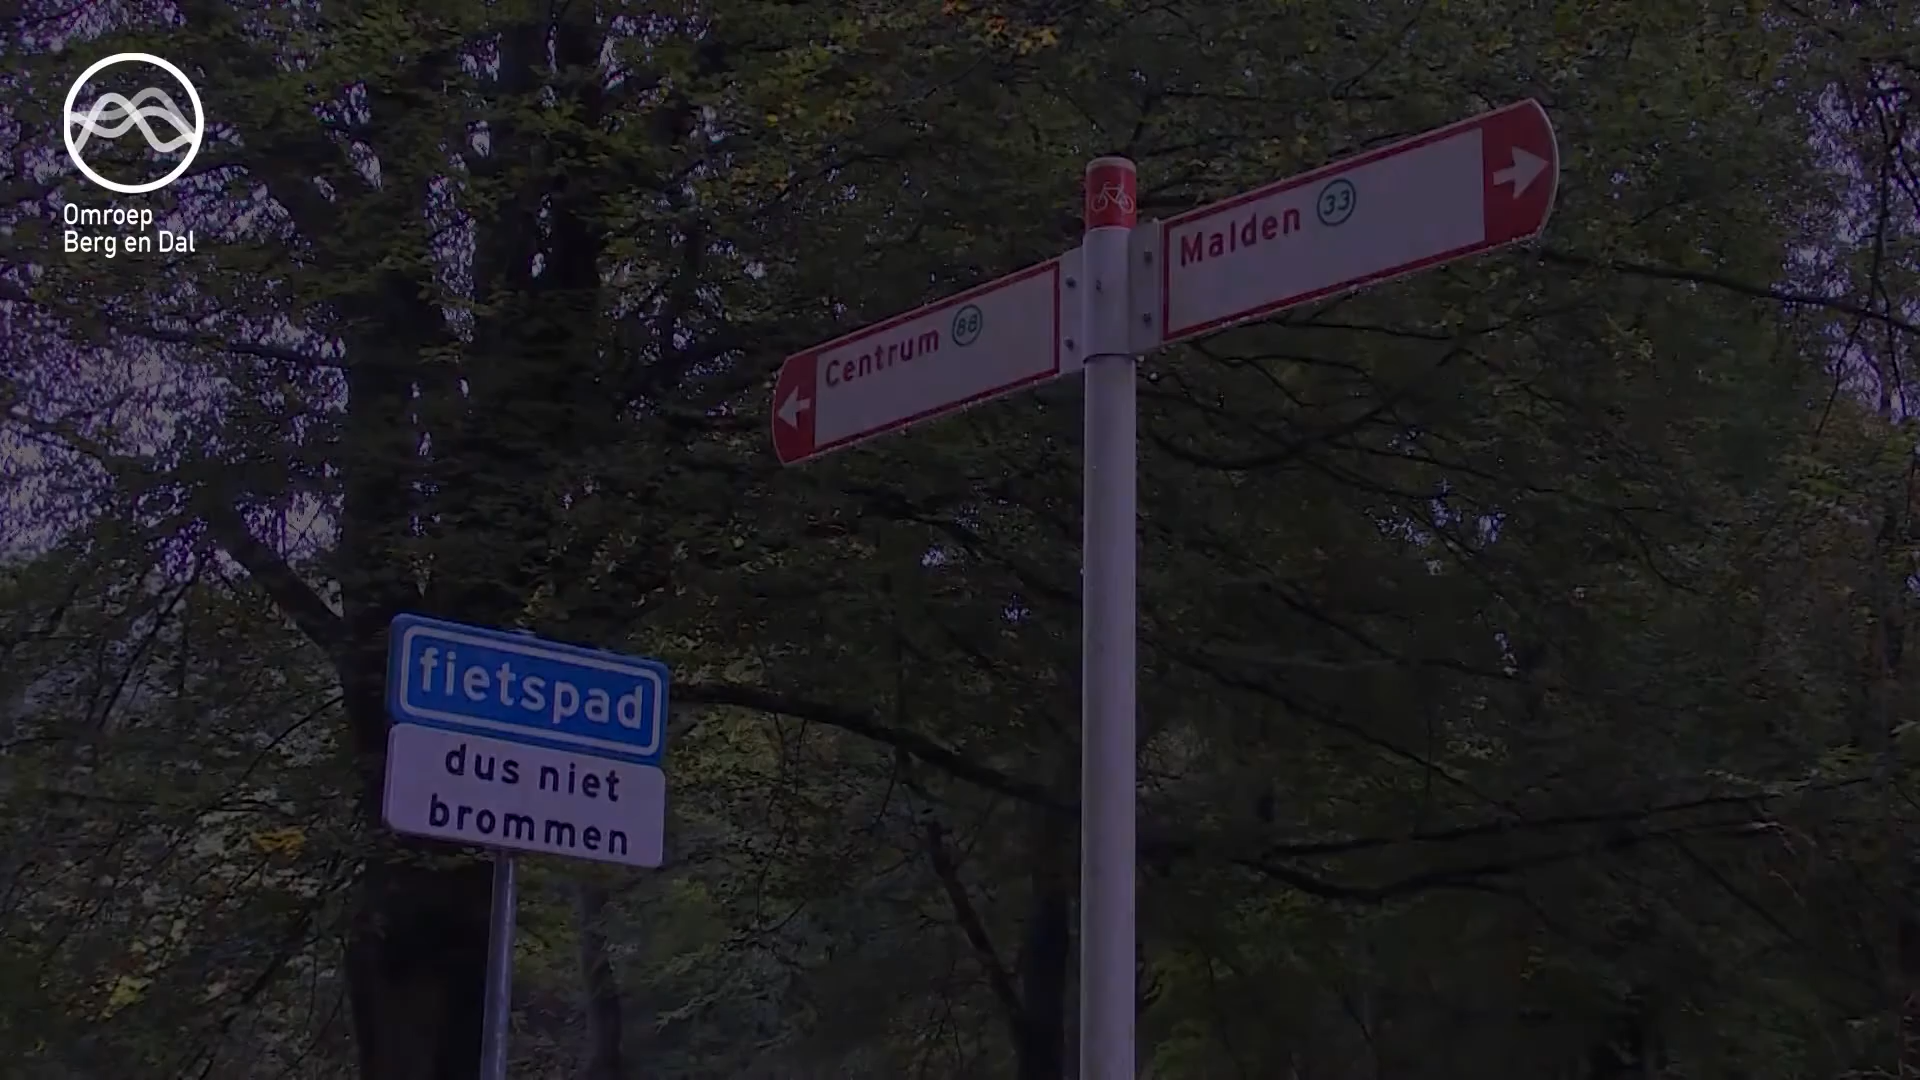 Omroep
Berg en Dal
Malden 33
Centrum 88
fietspad
dus niet
brommen